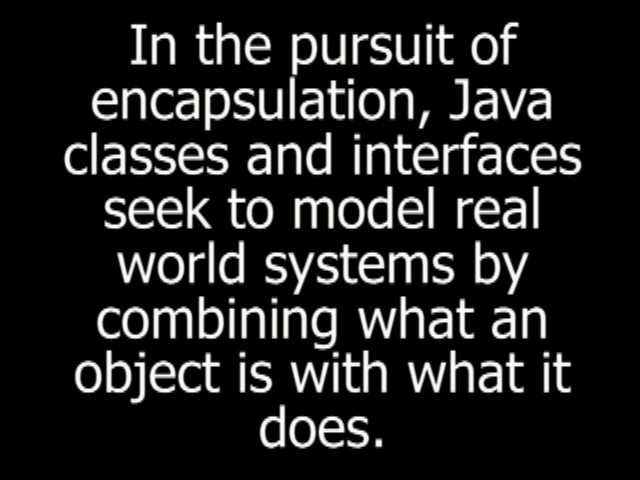 In the pursuit of
encapsulation, Java
classes and interfaces
seek to model real
world systems by
combining what an
object is with what it
does.